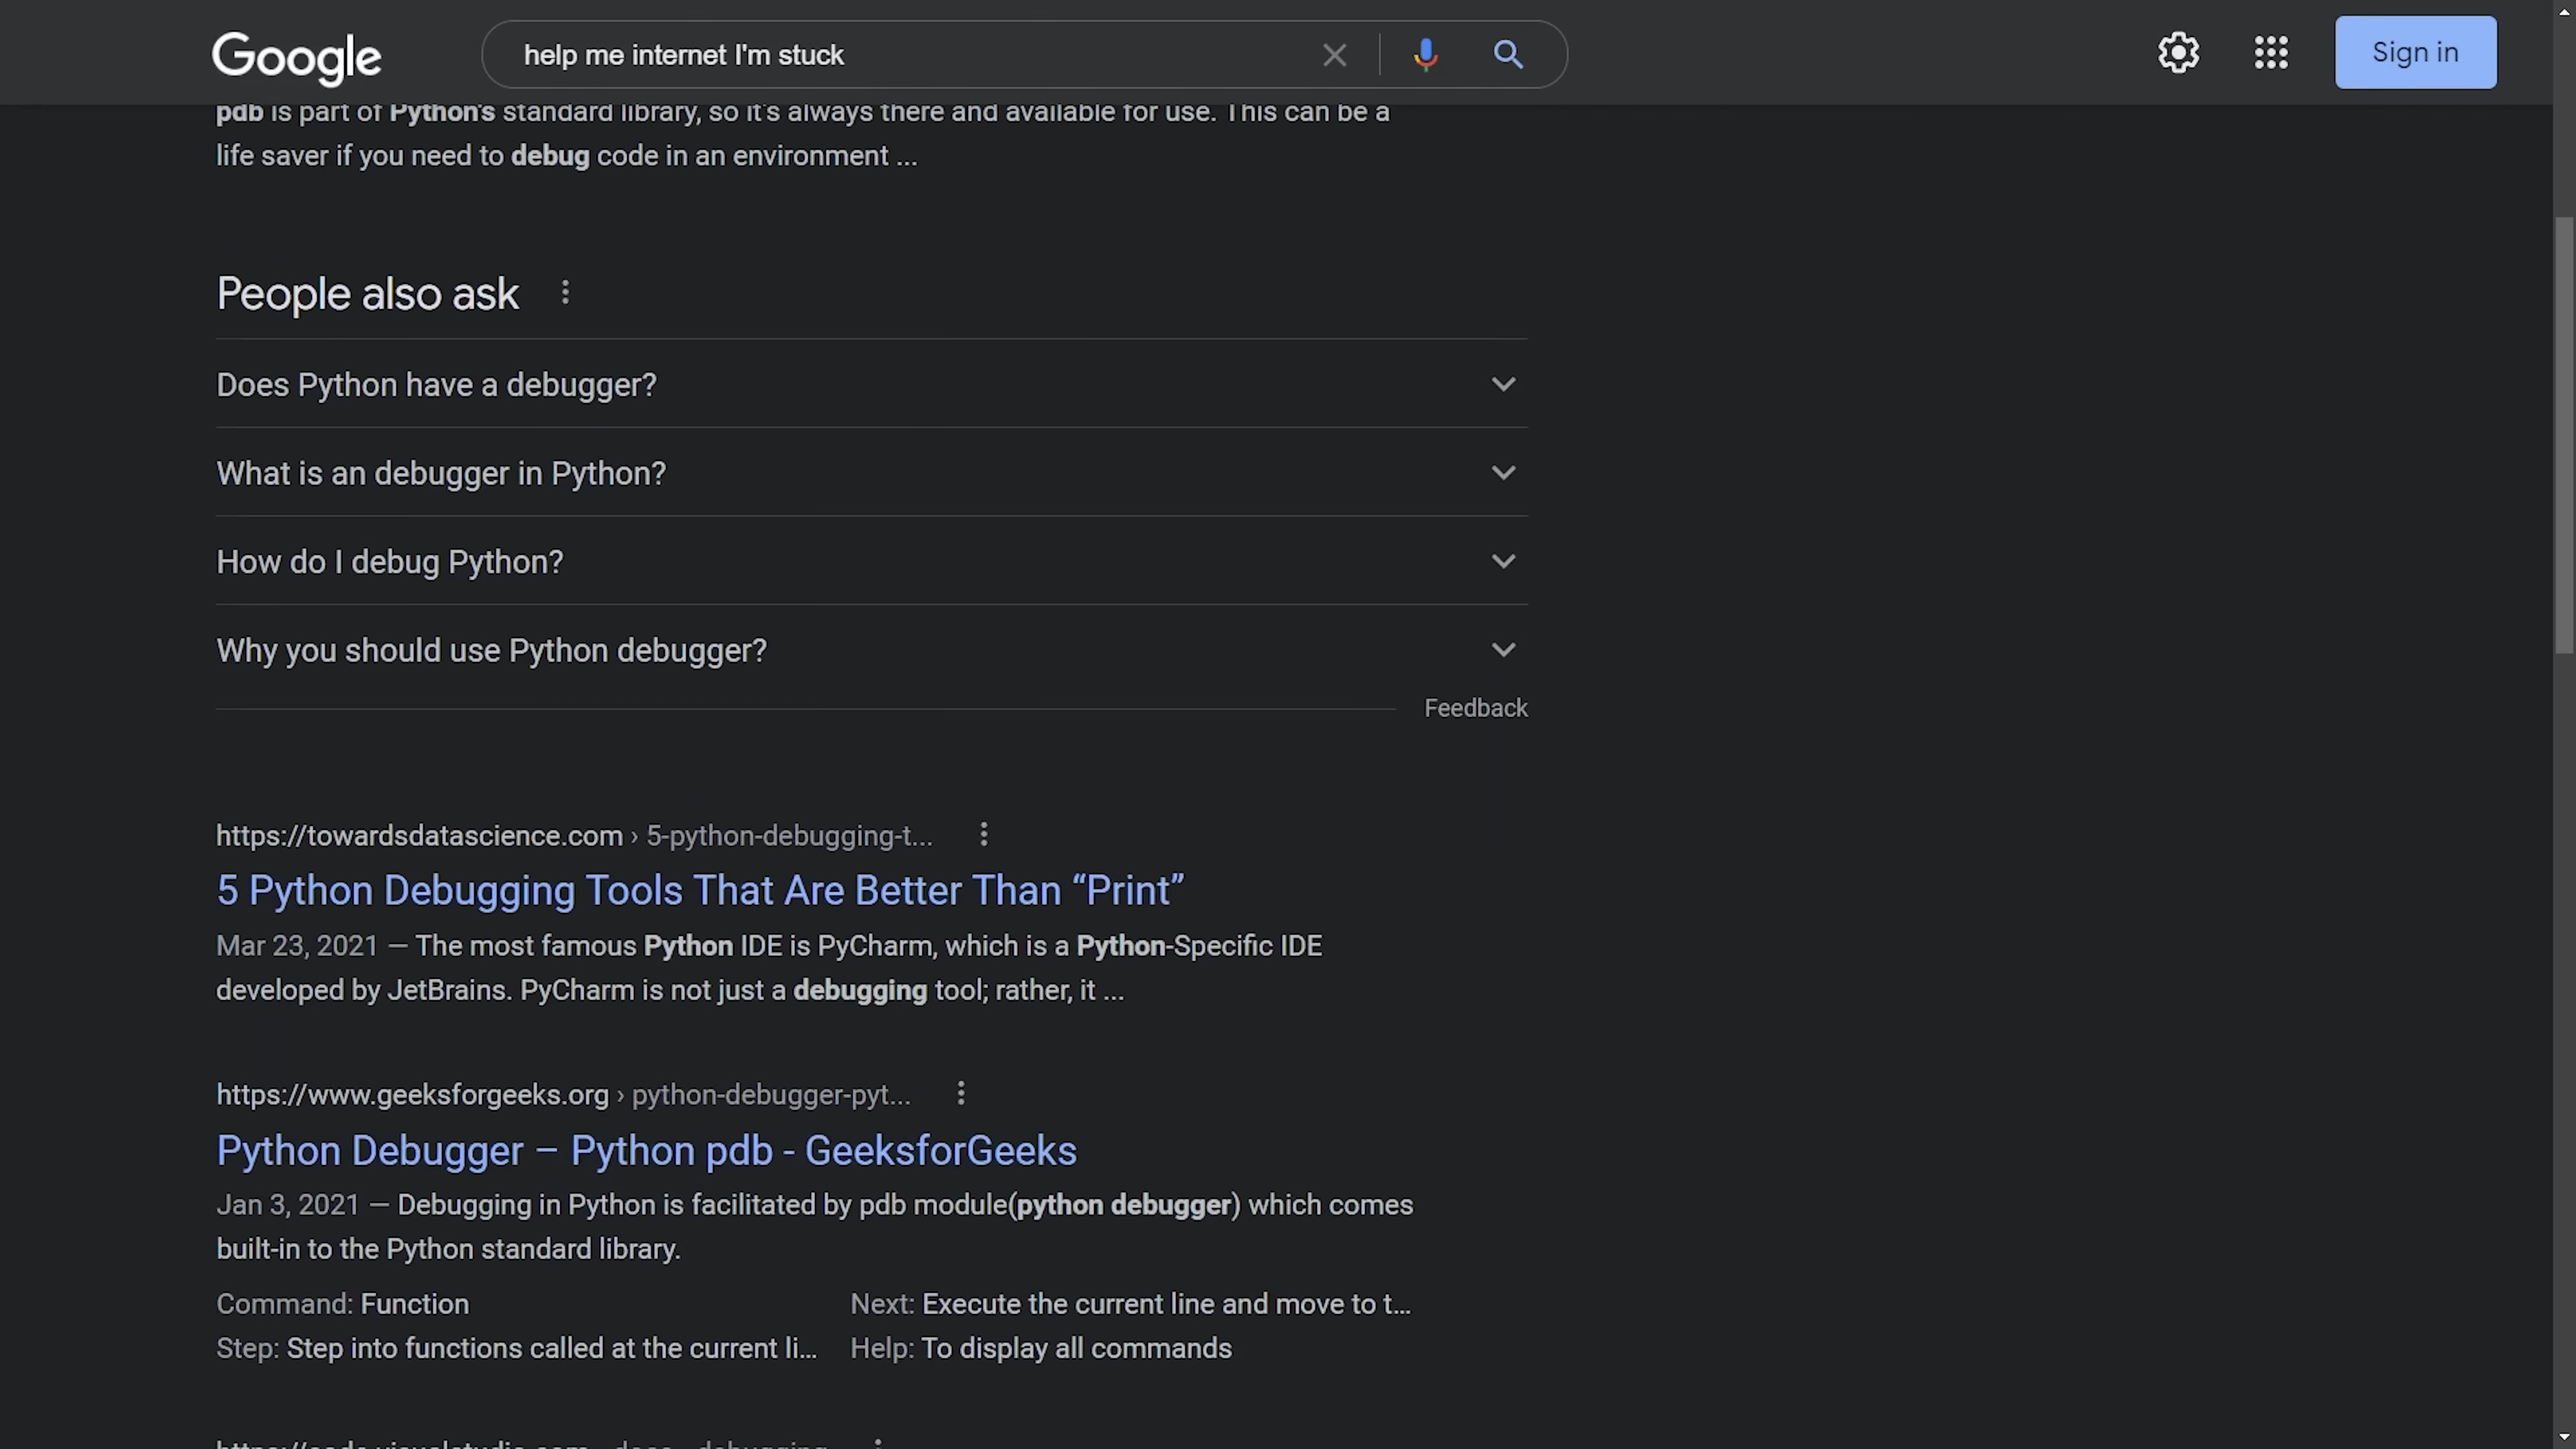 Google
help me internet I'm stuck
Sign in
pdb is part of Python's standard library, so it's always there and available for use. This can be a
life saver if you need to debug code in an environment ...
People also ask
Does Python have a debugger?
What is an debugger in Python?
How do I debug Python?
Why you should use Python debugger?
Feedback
https://towardsdatascience.com › 5-python-debugging-t...
5 Python Debugging Tools That Are Better Than “Print”
Mar 23, 2021 — The most famous Python IDE is PyCharm, which is a Python-Specific IDE
developed by JetBrains. PyCharm is not just a debugging tool; rather, it ...
https://www.geeksforgeeks.org › python-debugger-pyt...
Python Debugger – Python pdb - GeeksforGeeks
Jan 3, 2021 — Debugging in Python is facilitated by pdb module(python debugger) which comes
built-in to the Python standard library.
Command: Function Next: Execute the current line and move to t...
Step: Step into functions called at the current li... Help: To display all commands
https://code.visualstudio.com › docs › debugging